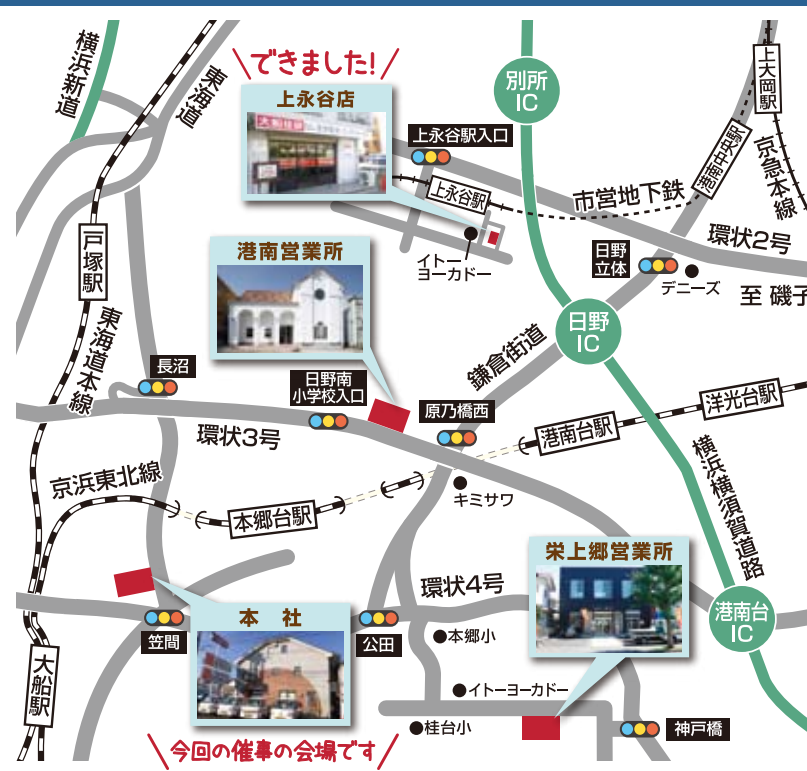 横浜新道
東海道
できました!
上永谷店
大船住研
別所
IC
上大岡駅
上永谷駅入口
港南中央駅
京急本線
上永谷駅
市営地下鉄
環状2号
イトー
ヨーカドー
日野
立体
デニーズ
至 磯子
戸塚駅
港南営業所
日野
IC
東海道本線
長沼
日野南
小学校入口
鎌倉街道
原乃橋西
洋光台駅
港南台駅
環状3号
横浜横須賀道路
京浜東北線
キミサワ
本郷台駅
栄上郷営業所
環状4号
港南台
IC
本社
笠間
公田
本郷小
大船駅
イトーヨーカドー
桂台小
神戸橋
今回の催事の会場です